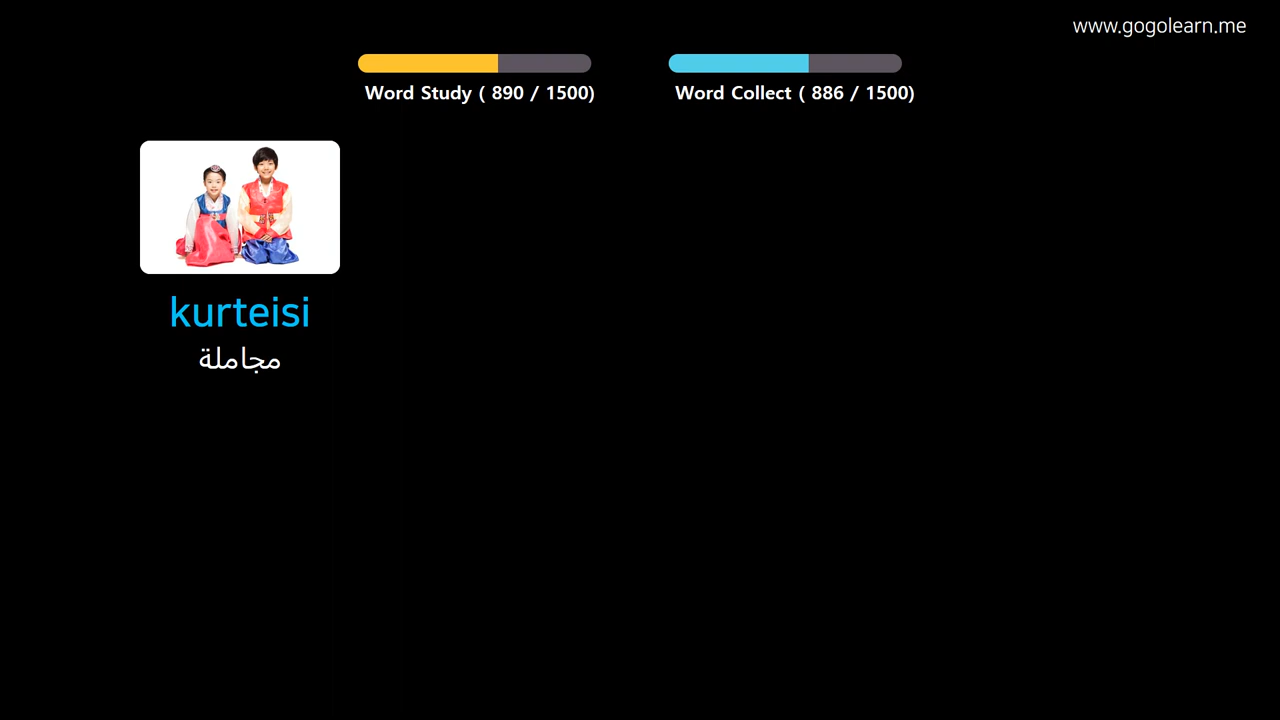 www.gogolearn.me
Word Study ( 890 / 1500)
Word Collect ( 886 / 1500)
kurteisi
مجاملة